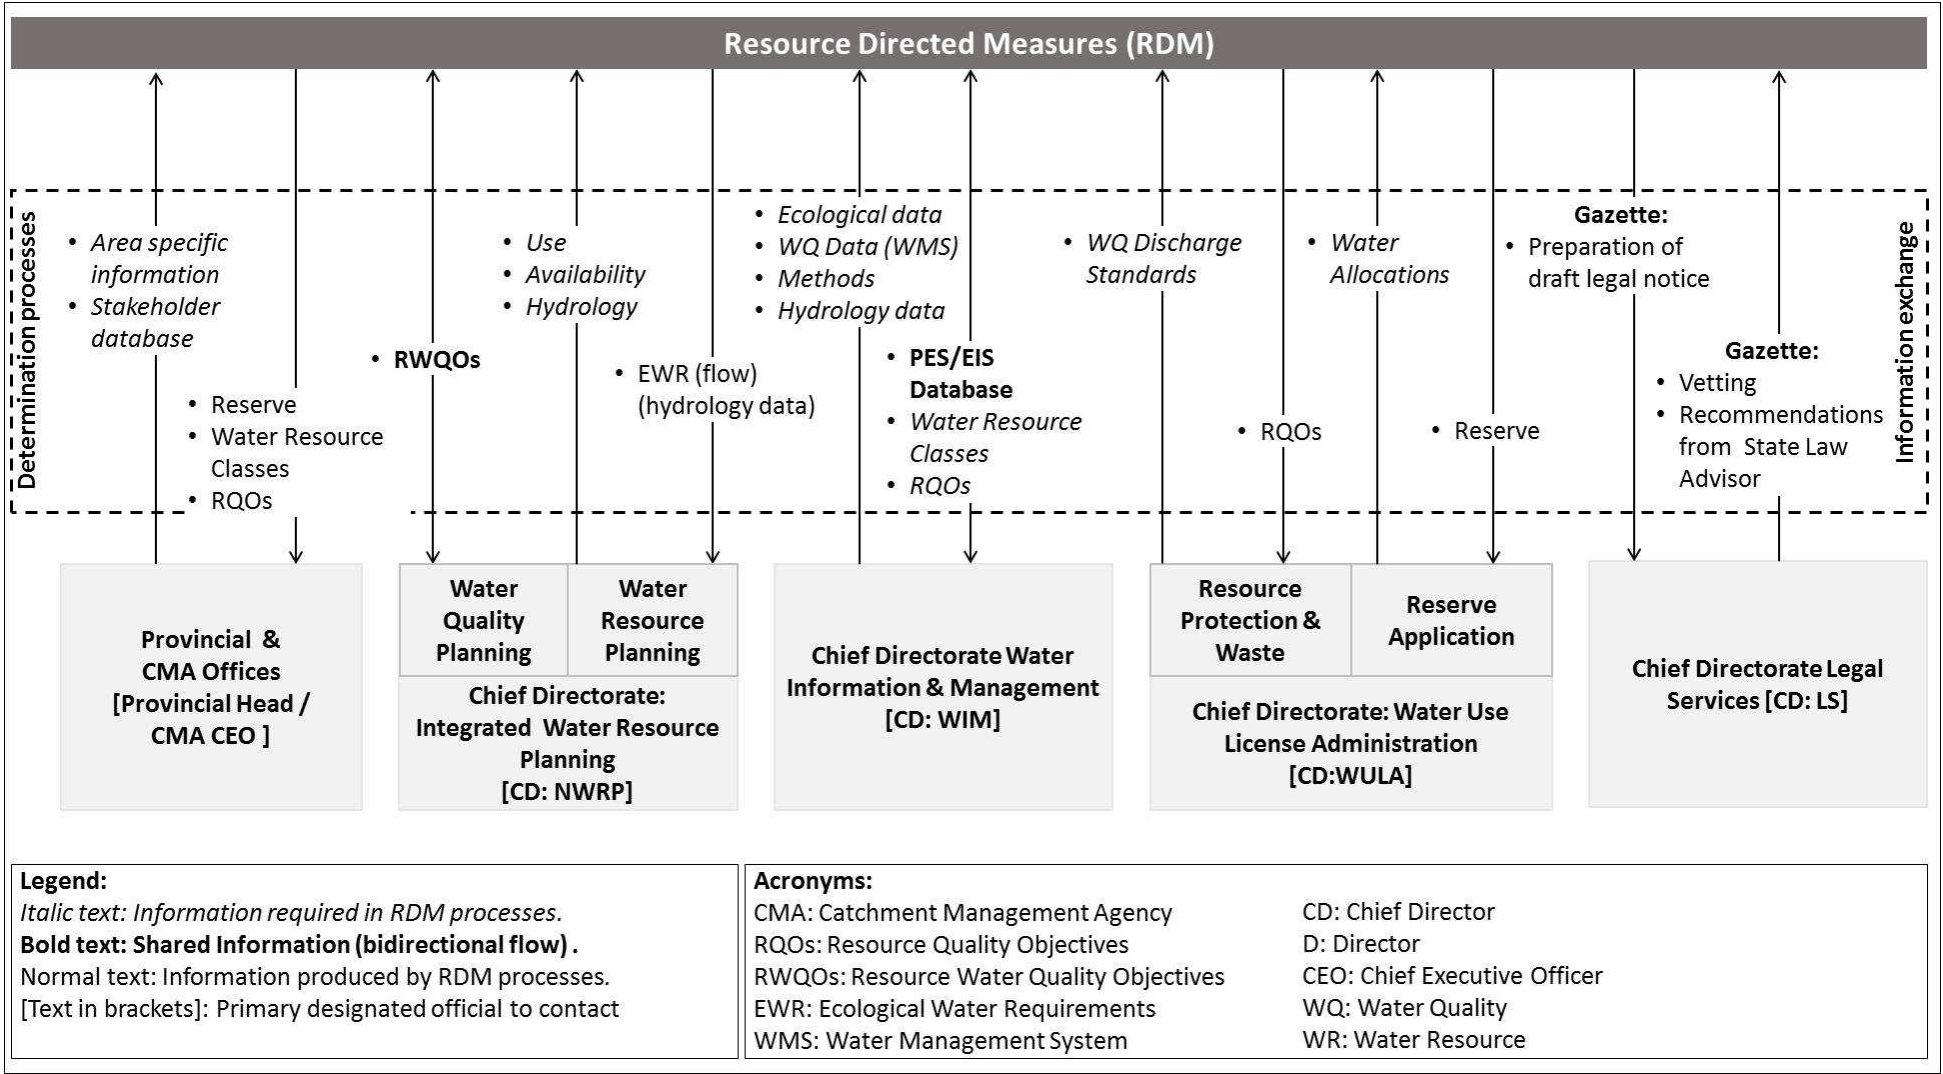 Resource Directed Measures (RDM)
Determination processes
• Area specific
information
• Stakeholder
database
• Reserve
• Water Resource
Classes
• RQOs
• RWQOs
• Use
• Availability
• Hydrology
• EWR (flow)
(hydrology data)
• Ecological data
• WQ Data (WMS)
• Methods
• Hydrology data
• PES/EIS
Database
• Water Resource
Classes
• RQOs
• WQ Discharge
Standards
• RQOs
• Water
Allocations
• Reserve
Gazette:
• Preparation of
draft legal notice
Gazette:
• Vetting
• Recommendations
from State Law
Advisor
Information exchange
Provincial &
CMA Offices
[Provincial Head /
CMA CEO ]
Water
Quality
Planning
Water
Resource
Planning
Chief Directorate:
Integrated Water Resource
Planning
[CD: NWRP]
Chief Directorate Water
Information & Management
[CD: WIM]
Resource
Protection &
Waste
Reserve
Application
Chief Directorate: Water Use
License Administration
[CD:WULA]
Chief Directorate Legal
Services [CD: LS]
Legend:
Italic text: Information required in RDM processes.
Bold text: Shared Information (bidirectional flow) .
Normal text: Information produced by RDM processes.
[Text in brackets]: Primary designated official to contact
Acronyms:
CMA: Catchment Management Agency
RQOs: Resource Quality Objectives
RWQOs: Resource Water Quality Objectives
EWR: Ecological Water Requirements
WMS: Water Management System
CD: Chief Director
D: Director
CEO: Chief Executive Officer
WQ: Water Quality
WR: Water Resource